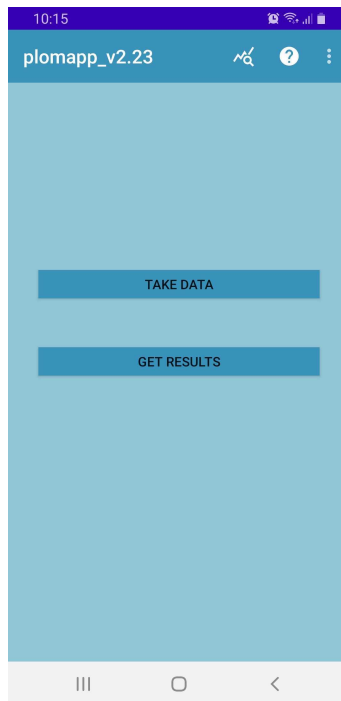 10:15
plomapp_v2.23
?
TAKE DATA
GET RESULTS